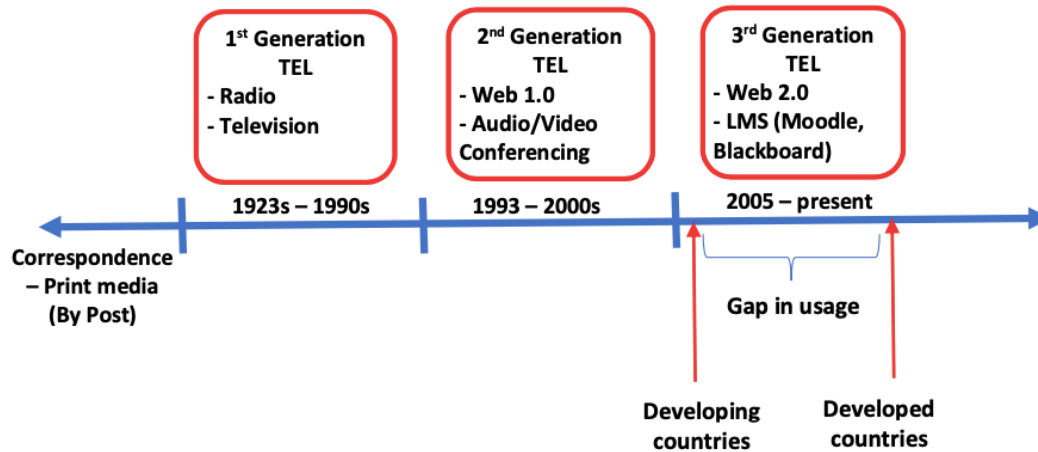 1st Generation
TEL
- Radio
- Television
2nd Generation
TEL
- Web 1.0
- Audio/Video
Conferencing
3rd Generation
TEL
- Web 2.0
- LMS (Moodle,
Blackboard)
1923s – 1990s
1993 – 2000s
2005 – present
Correspondence
– Print media
(By Post)
Gap in usage
Developing
countries
Developed
countries